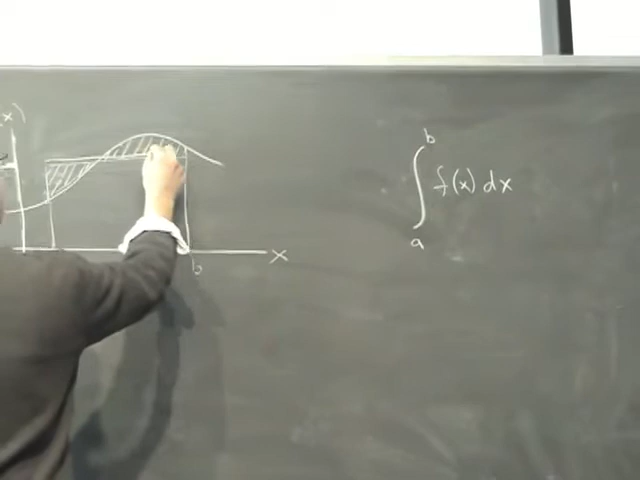 x)
x
b
b
∫ f(x) dx
a